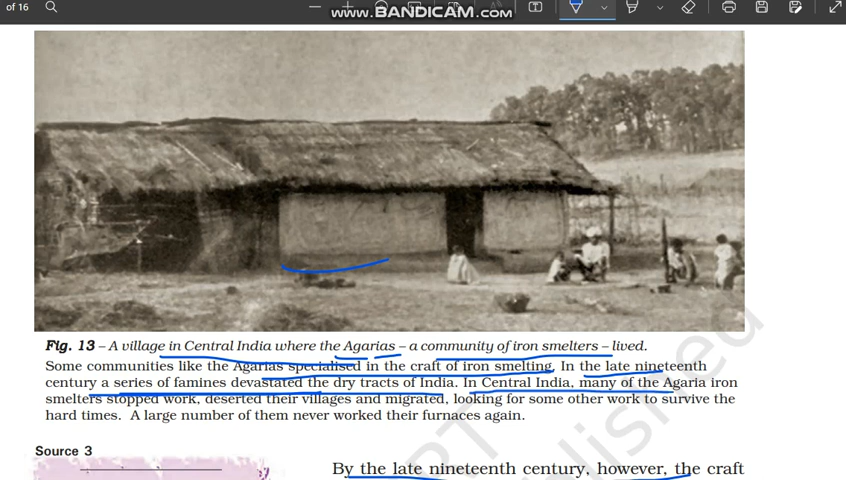 of 16
www.BANDICAM.com
Fig. 13 – A village in Central India where the Agarias – a community of iron smelters – lived.
Some communities like the Agarias specialised in the craft of iron smelting. In the late nineteenth
century a series of famines devastated the dry tracts of India. In Central India, many of the Agaria iron
smelters stopped work, deserted their villages and migrated, looking for some other work to survive the
hard times. A large number of them never worked their furnaces again.
Source 3
By the late nineteenth century, however, the craft